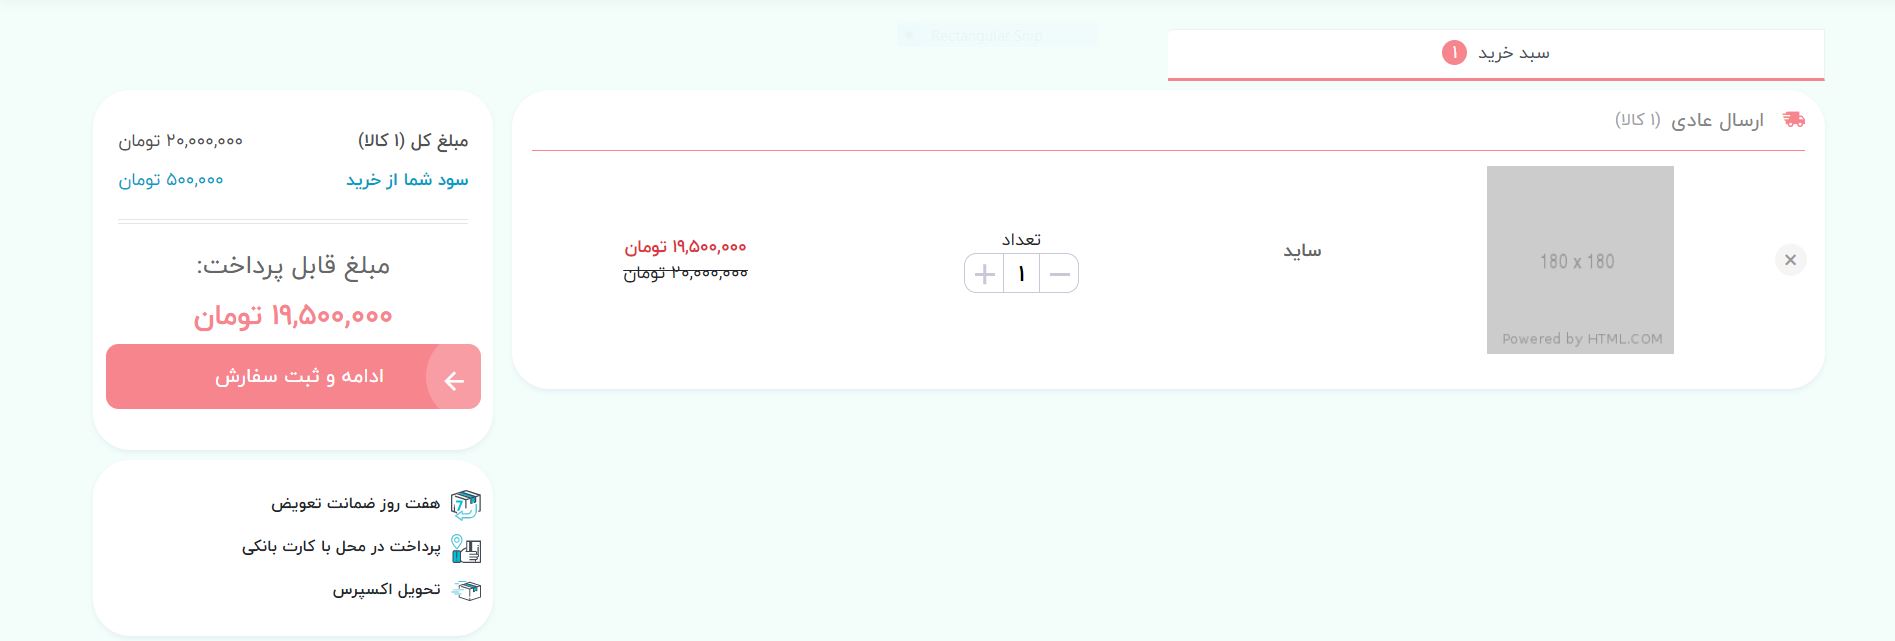 Rectangular Snip
سبد خرید ۱
ارسال عادی (۱ کالا)
180 x 180
Powered by HTML.COM
ساید
تعداد
۱
۱۹,۵۰۰,۰۰۰ تومان
۲۰,۰۰۰,۰۰۰ تومان
مبلغ کل (۱ کالا) ۲۰,۰۰۰,۰۰۰ تومان
سود شما از خرید ۵۰۰,۰۰۰ تومان
مبلغ قابل پرداخت:
۱۹,۵۰۰,۰۰۰ تومان
ادامه و ثبت سفارش
هفت روز ضمانت تعویض
پرداخت در محل با کارت بانکی
تحویل اکسپرس